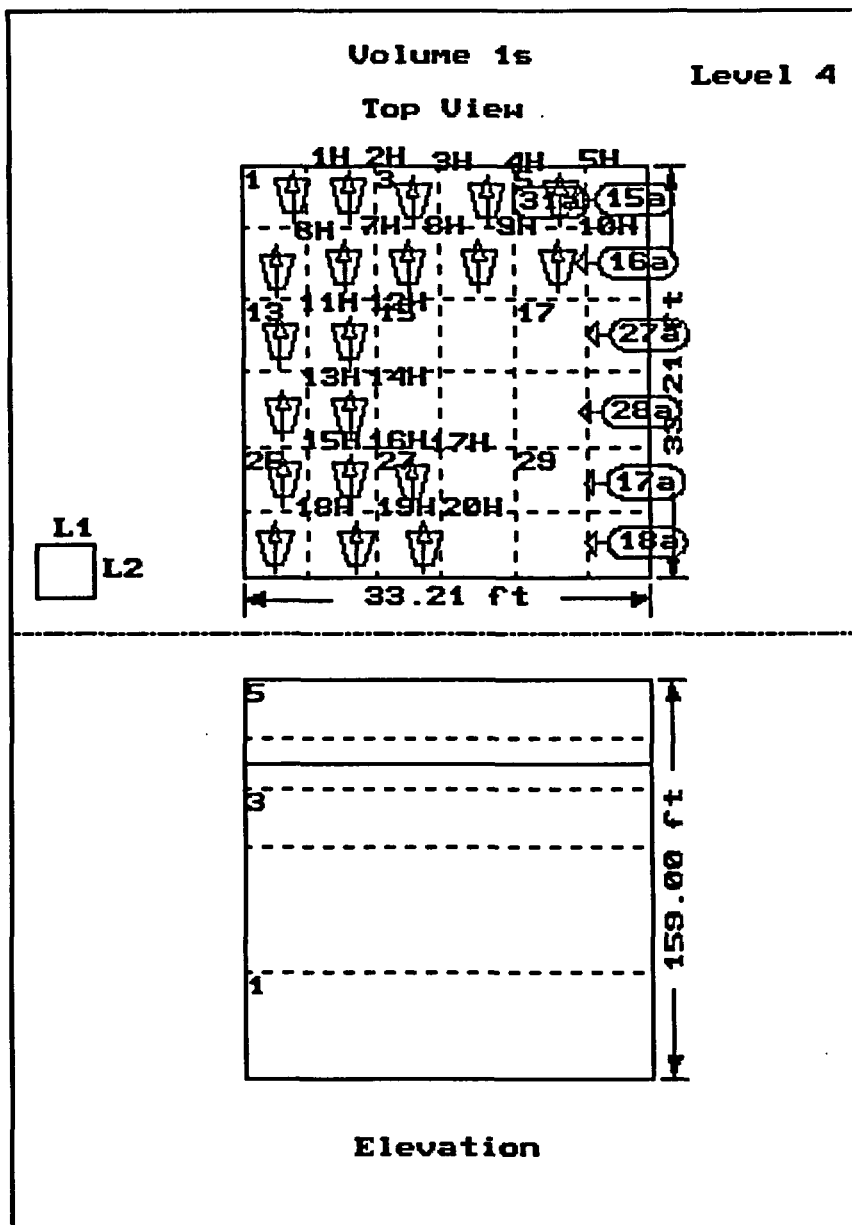 Volume 1s
Level 4
Top View
1H 2H 3H 4H 5H
1 3 5 31a 15a
6H 7H 8H 9H 10H
16a
11H 12H
13 15 17 27a
33.21 ft
13H 14H
28a
15H 16H 17H
26 27 29 17a
18H 19H 20H
18a
L1
L2
33.21 ft
5
3
159.00 ft
1
Elevation